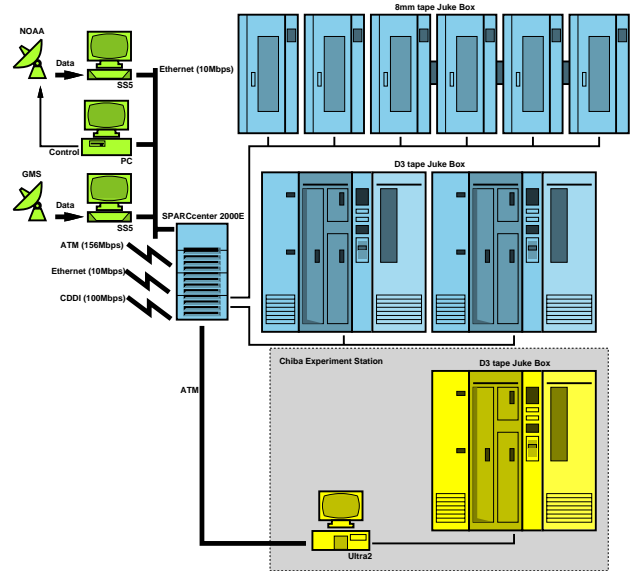 8mm tape Juke Box
NOAA
Data
SS5
Ethernet (10Mbps)
Control
PC
GMS
Data
SS5
D3 tape Juke Box
SPARCcenter 2000E
ATM (156Mbps)
Ethernet (10Mbps)
CDDI (100Mbps)
ATM
Chiba Experiment Station
D3 tape Juke Box
Ultra2